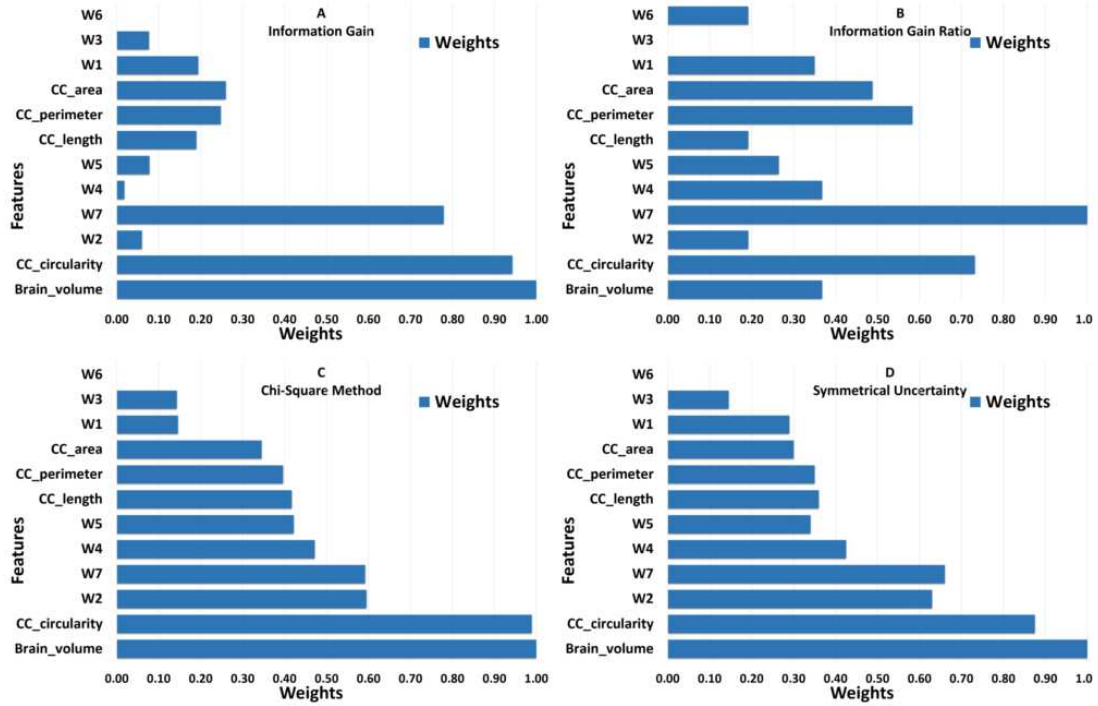 A
Information Gain
Weights
W6
W3
W1
CC_area
CC_perimeter
CC_length
W5
W4
W7
W2
CC_circularity
Brain_volume
Features
0.00 0.10 0.20 0.30 0.40 0.50 0.60 0.70 0.80 0.90 1.00
Weights
B
Information Gain Ratio
Weights
W6
W3
W1
CC_area
CC_perimeter
CC_length
W5
W4
W7
W2
CC_circularity
Brain_volume
Features
0.00 0.10 0.20 0.30 0.40 0.50 0.60 0.70 0.80 0.90 1.0
Weights
C
Chi-Square Method
Weights
W6
W3
W1
CC_area
CC_perimeter
CC_length
W5
W4
W7
W2
CC_circularity
Brain_volume
Features
0.00 0.10 0.20 0.30 0.40 0.50 0.60 0.70 0.80 0.90 1.00
Weights
D
Symmetrical Uncertainty
Weights
W6
W3
W1
CC_area
CC_perimeter
CC_length
W5
W4
W7
W2
CC_circularity
Brain_volume
Features
0.00 0.10 0.20 0.30 0.40 0.50 0.60 0.70 0.80 0.90 1.0
Weights